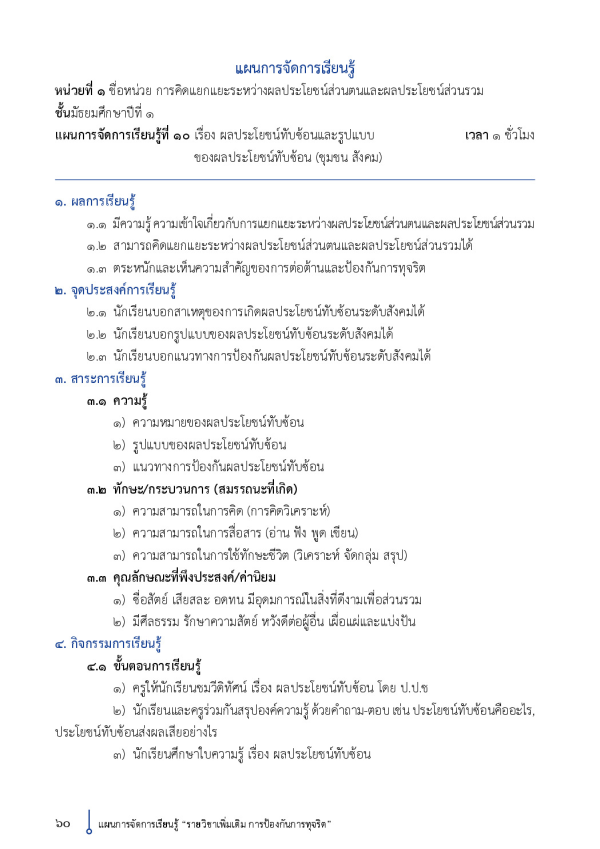 แผนการจัดการเรียนรู้
หน่วยที่ ๑ ชื่อหน่วย การคิดแยกแยะระหว่างผลประโยชน์ส่วนตนและผลประโยชน์ส่วนรวม
ชั้นมัธยมศึกษาปีที่ ๑
แผนการจัดการเรียนรู้ที่ ๑๐ เรื่อง ผลประโยชน์ทับซ้อนและรูปแบบ เวลา ๑ ชั่วโมง
ของผลประโยชน์ทับซ้อน (ชุมชน สังคม)
๑. ผลการเรียนรู้
๑.๑ มีความรู้ ความเข้าใจเกี่ยวกับการแยกแยะระหว่างผลประโยชน์ส่วนตนและผลประโยชน์ส่วนรวม
๑.๒ สามารถคิดแยกแยะระหว่างผลประโยชน์ส่วนตนและผลประโยชน์ส่วนรวมได้
๑.๓ ตระหนักและเห็นความสำคัญของการต่อต้านและป้องกันการทุจริต
๒. จุดประสงค์การเรียนรู้
๒.๑ นักเรียนบอกสาเหตุของการเกิดผลประโยชน์ทับซ้อนระดับสังคมได้
๒.๒ นักเรียนบอกรูปแบบของผลประโยชน์ทับซ้อนระดับสังคมได้
๒.๓ นักเรียนบอกแนวทางการป้องกันผลประโยชน์ทับซ้อนระดับสังคมได้
๓. สาระการเรียนรู้
๓.๑ ความรู้
๑) ความหมายของผลประโยชน์ทับซ้อน
๒) รูปแบบของผลประโยชน์ทับซ้อน
๓) แนวทางการป้องกันผลประโยชน์ทับซ้อน
๓.๒ ทักษะ/กระบวนการ (สมรรถนะที่เกิด)
๑) ความสามารถในการคิด (การคิดวิเคราะห์)
๒) ความสามารถในการสื่อสาร (อ่าน ฟัง พูด เขียน)
๓) ความสามารถในการใช้ทักษะชีวิต (วิเคราะห์ จัดกลุ่ม สรุป)
๓.๓ คุณลักษณะที่พึงประสงค์/ค่านิยม
๑) ซื่อสัตย์ เสียสละ อดทน มีอุดมการณ์ในสิ่งที่ดีงามเพื่อส่วนรวม
๒) มีศีลธรรม รักษาความสัตย์ หวังดีต่อผู้อื่น เผื่อแผ่และแบ่งปัน
๔. กิจกรรมการเรียนรู้
๔.๑ ขั้นตอนการเรียนรู้
๑) ครูให้นักเรียนชมวีดิทัศน์ เรื่อง ผลประโยชน์ทับซ้อน โดย ป.ป.ช
๒) นักเรียนและครูร่วมกันสรุปองค์ความรู้ ด้วยคำถาม-ตอบ เช่น ประโยชน์ทับซ้อนคืออะไร,
ประโยชน์ทับซ้อนส่งผลเสียอย่างไร
๓) นักเรียนศึกษาใบความรู้ เรื่อง ผลประโยชน์ทับซ้อน
๖๐ แผนการจัดการเรียนรู้ “รายวิชาเพิ่มเติม การป้องกันการทุจริต”